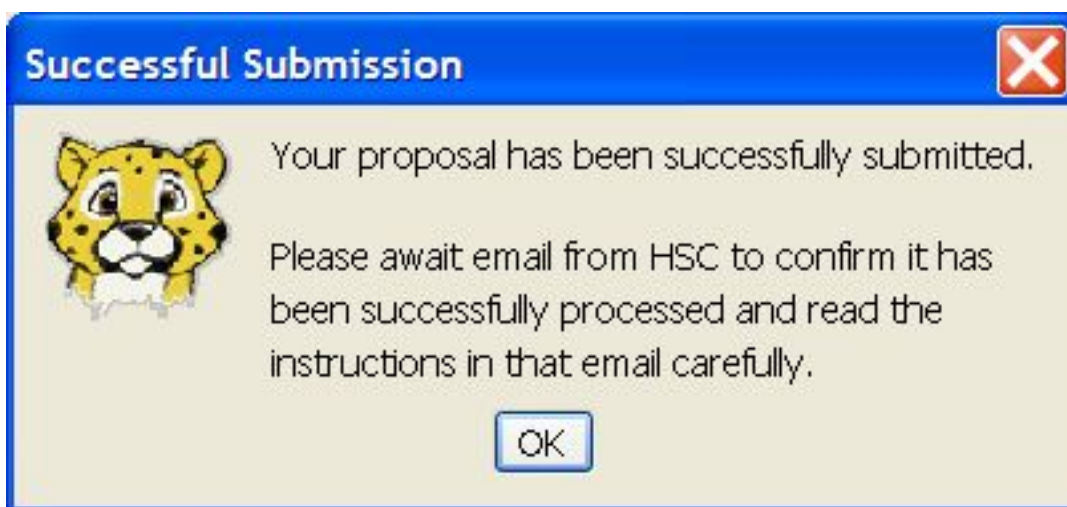 Successful Submission
Your proposal has been successfully submitted.
Please await email from HSC to confirm it has
been successfully processed and read the
instructions in that email carefully.
OK